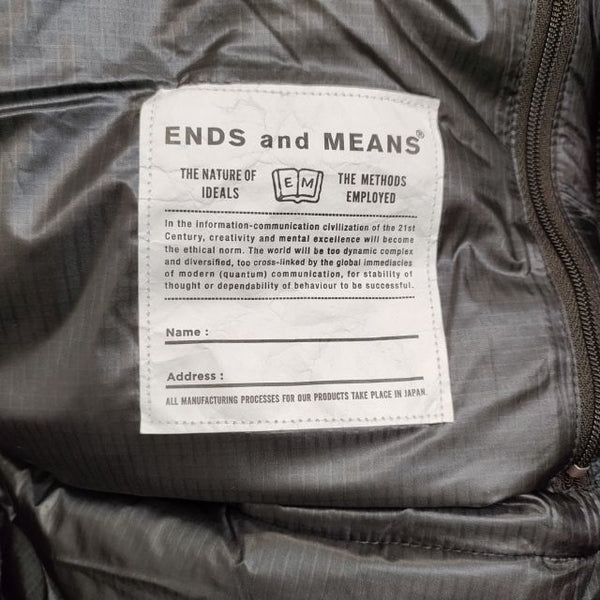 ENDS and MEANS®
THE NATURE OF IDEALS
E M
THE METHODS EMPLOYED
In the information-communication civilization of the 21st
Century, creativity and mental excellence will become
the ethical norm. The world will be too dynamic complex
and diversified, too cross-linked by the global immediacies
of modern (quantum) communication, for stability of
thought or dependability of behaviour to be successful.
Name :
Address :
ALL MANUFACTURING PROCESSES FOR OUR PRODUCTS TAKE PLACE IN JAPAN.